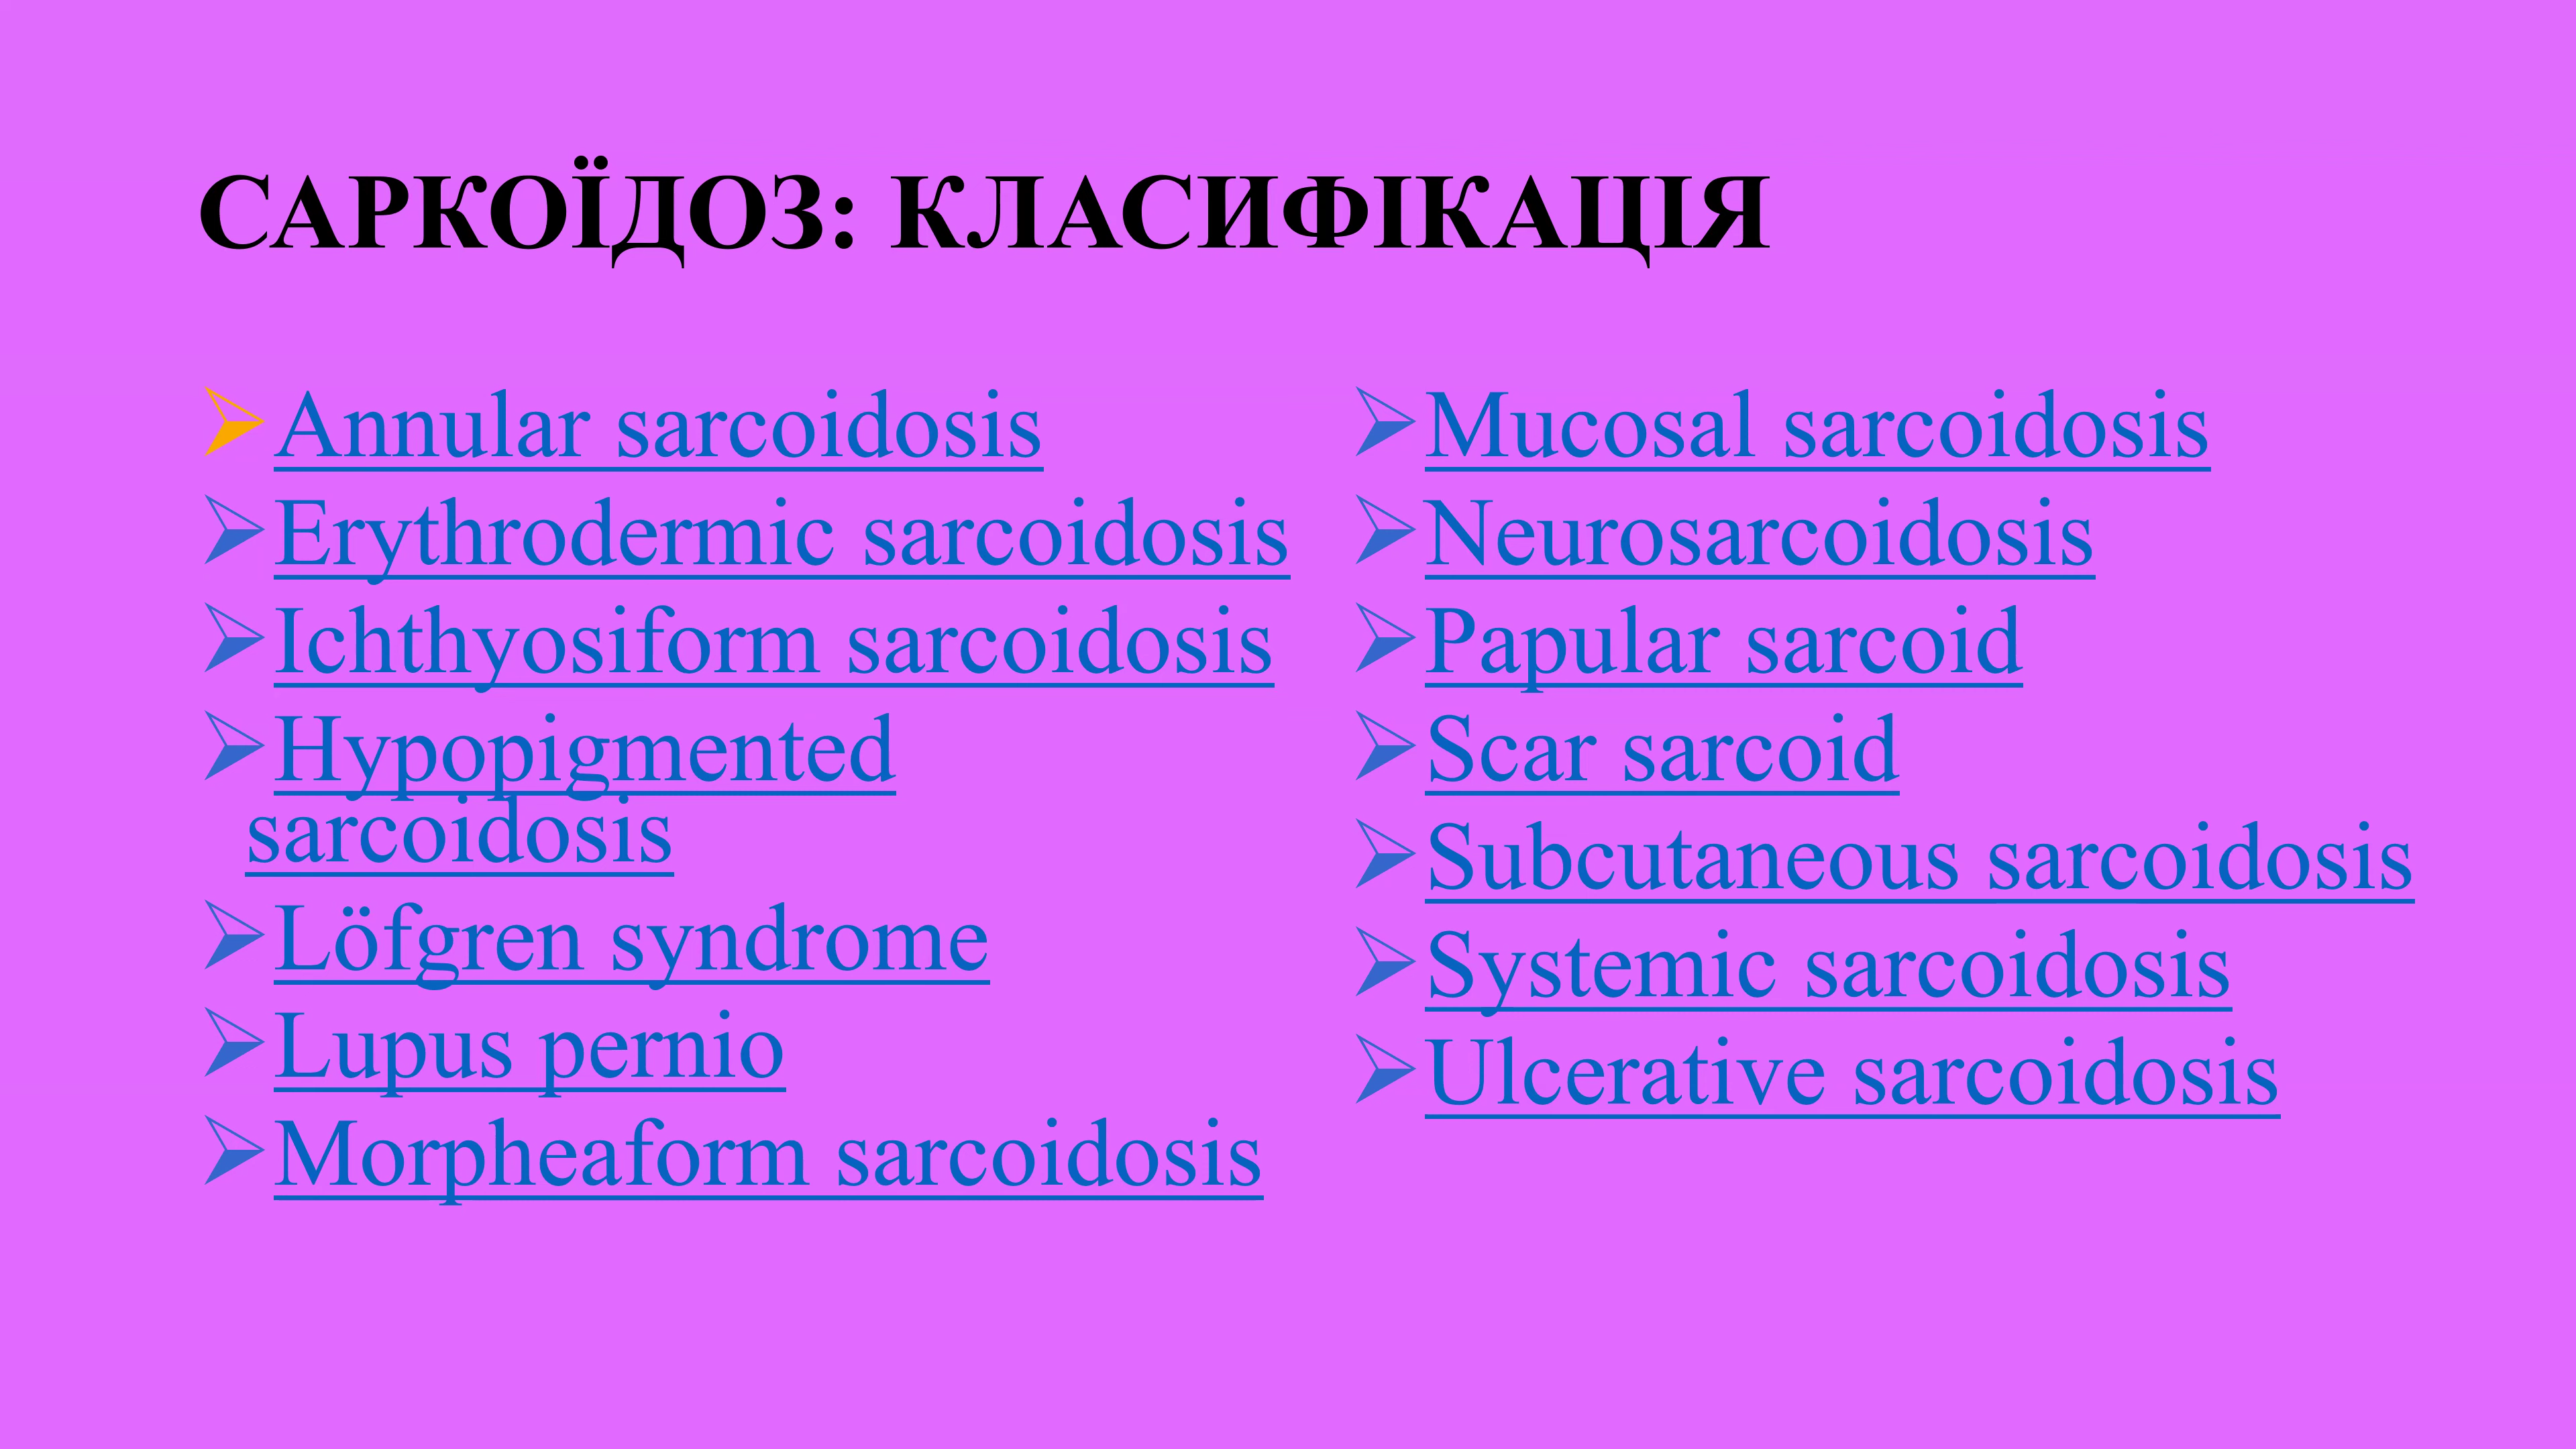 САРКОЇДОЗ: КЛАСИФІКАЦІЯ
Annular sarcoidosis
Erythrodermic sarcoidosis
Ichthyosiform sarcoidosis
Hypopigmented
sarcoidosis
Löfgren syndrome
Lupus pernio
Morpheaform sarcoidosis
Mucosal sarcoidosis
Neurosarcoidosis
Papular sarcoid
Scar sarcoid
Subcutaneous sarcoidosis
Systemic sarcoidosis
Ulcerative sarcoidosis